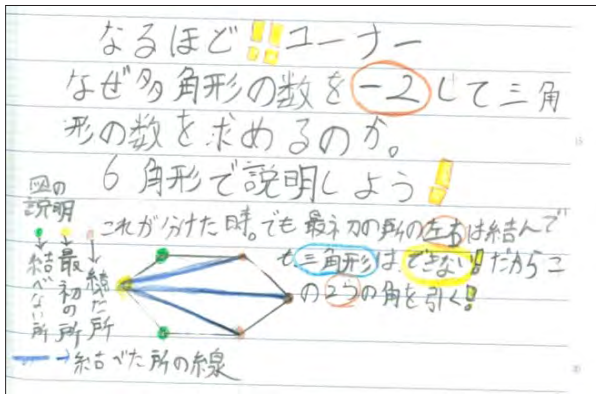 なるほど!!コーナー
なぜ多角形の数を-2して三角
形の数を求めるのか。
6角形で説明しよう!
図の
説明
これが分けた時。でも最初の所の左右は結んで
も三角形はできない!だからこ
の2つの角を引く!
→結べない所
→最初の所
→結べた所
→結べた所の線